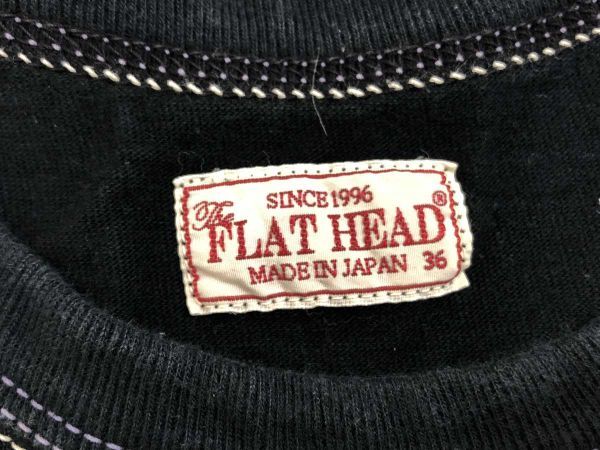 SINCE 1996
The
FLAT HEAD®
MADE IN JAPAN 36